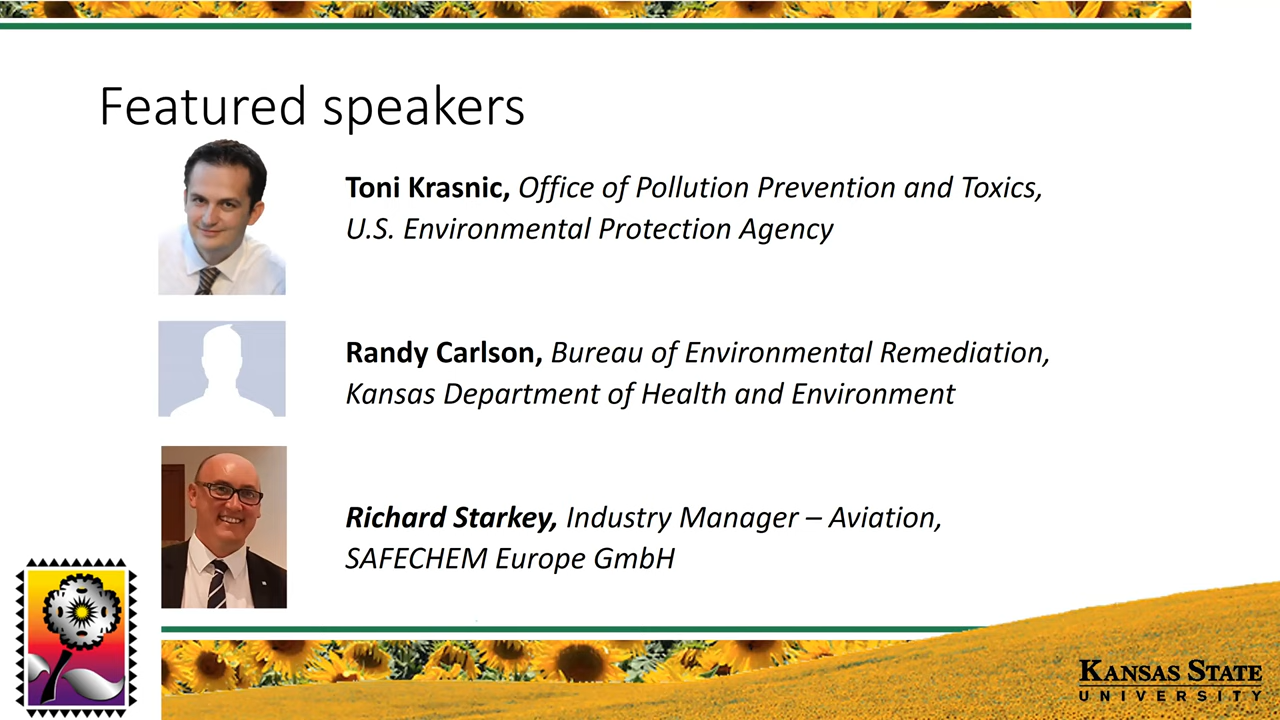 Featured speakers
Toni Krasnic, Office of Pollution Prevention and Toxics,
U.S. Environmental Protection Agency
Randy Carlson, Bureau of Environmental Remediation,
Kansas Department of Health and Environment
Richard Starkey, Industry Manager – Aviation,
SAFECHEM Europe GmbH
KANSAS STATE
UNIVERSITY